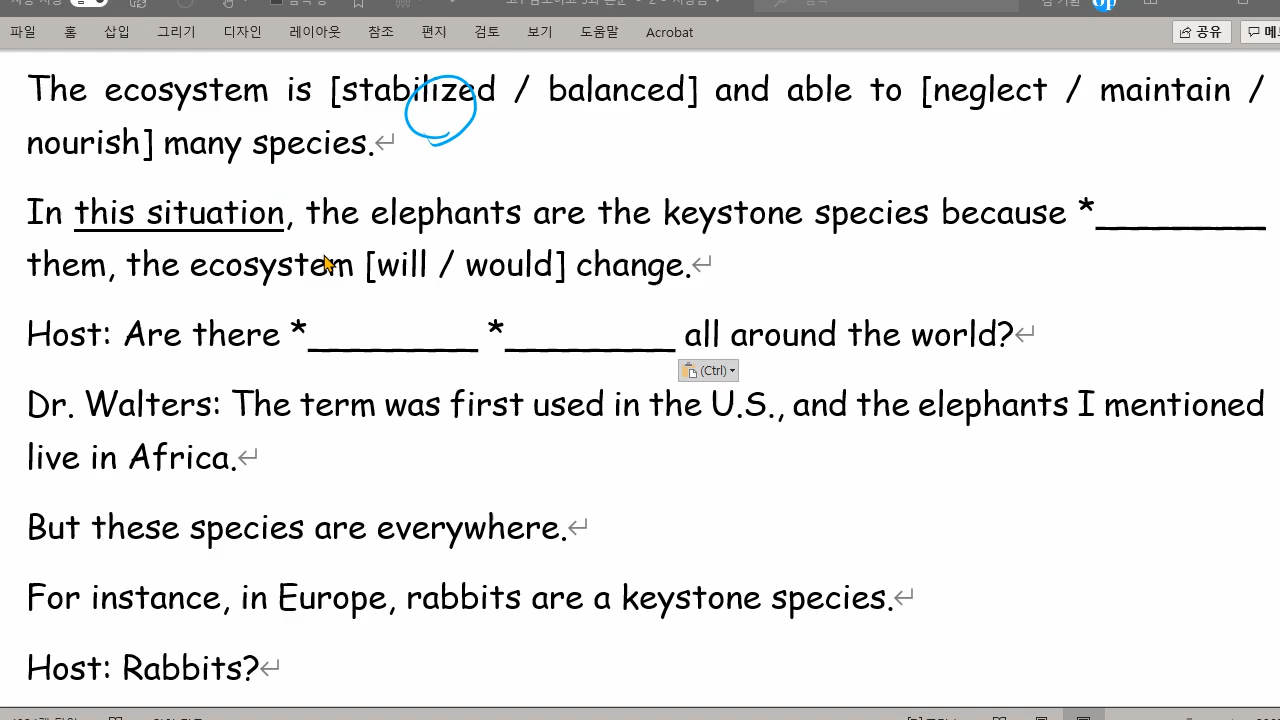 파일 홈 삽입 그리기 디자인 레이아웃 참조 편지 검토 보기 도움말 Acrobat 공유
The ecosystem is [stabilized / balanced] and able to [neglect / maintain /
nourish] many species.
In this situation, the elephants are the keystone species because *________
them, the ecosystem [will / would] change.
Host: Are there *________ *________ all around the world?
(Ctrl)
Dr. Walters: The term was first used in the U.S., and the elephants I mentioned
live in Africa.
But these species are everywhere.
For instance, in Europe, rabbits are a keystone species.
Host: Rabbits?